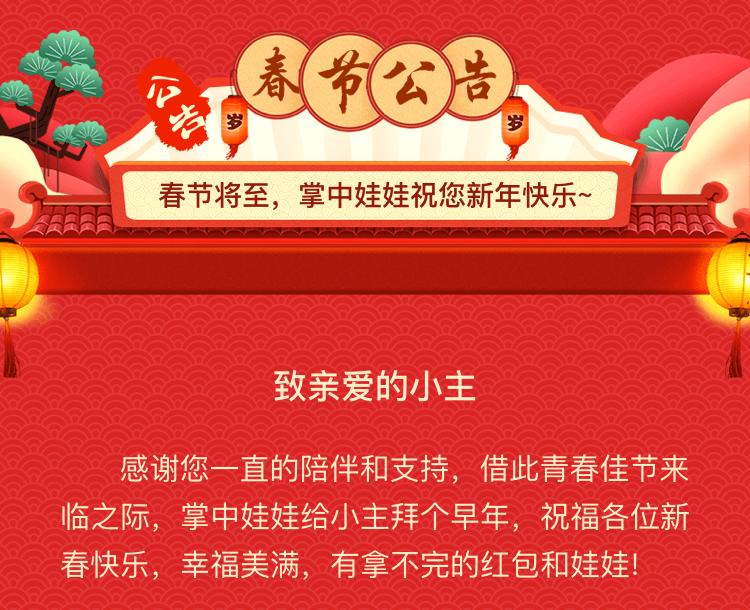 春节公告
公告
岁
岁
春节将至，掌中娃娃祝您新年快乐~
致亲爱的小主
感谢您一直的陪伴和支持，借此青春佳节来
临之际，掌中娃娃给小主拜个早年，祝福各位新
春快乐，幸福美满，有拿不完的红包和娃娃!